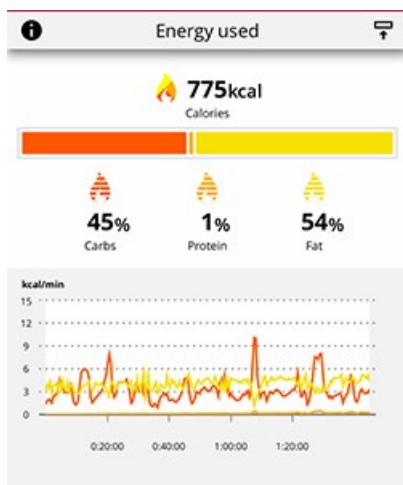 Energy used
775kcal
Calories
45% 1% 54%
Carbs Protein Fat
kcal/min
15
12
9
6
3
0
0:20:00 0:40:00 1:00:00 1:20:00